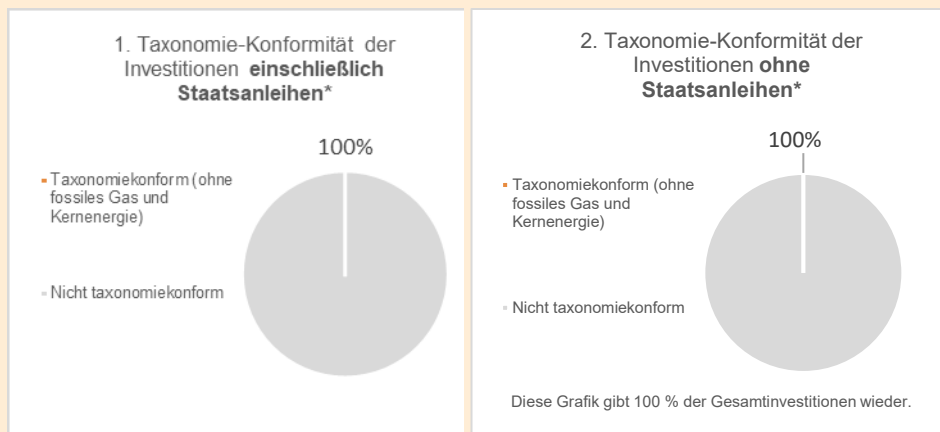 1. Taxonomie-Konformität der
Investitionen einschließlich
Staatsanleihen*
100%
Taxonomiekonform (ohne
fossiles Gas und
Kernenergie)
Nicht taxonomiekonform
2. Taxonomie-Konformität der
Investitionen ohne
Staatsanleihen*
100%
Taxonomiekonform (ohne
fossiles Gas und
Kernenergie)
Nicht taxonomiekonform
Diese Grafik gibt 100 % der Gesamtinvestitionen wieder.